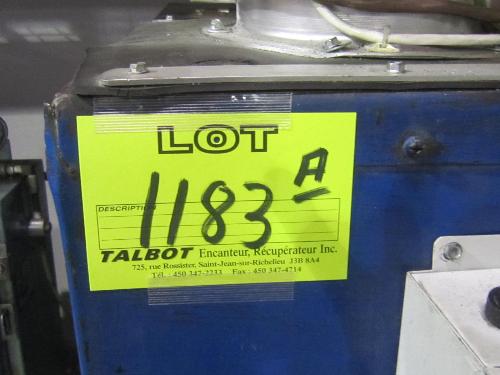 LOT
1183 A
DESCRIPTION
TALBOT Encanteur, Récupérateur Inc.
725, rue Rossiter, Saint-Jean-sur-Richelieu J3B 8A4
Tél. : 450 347-2233 Fax : 450 347-4714